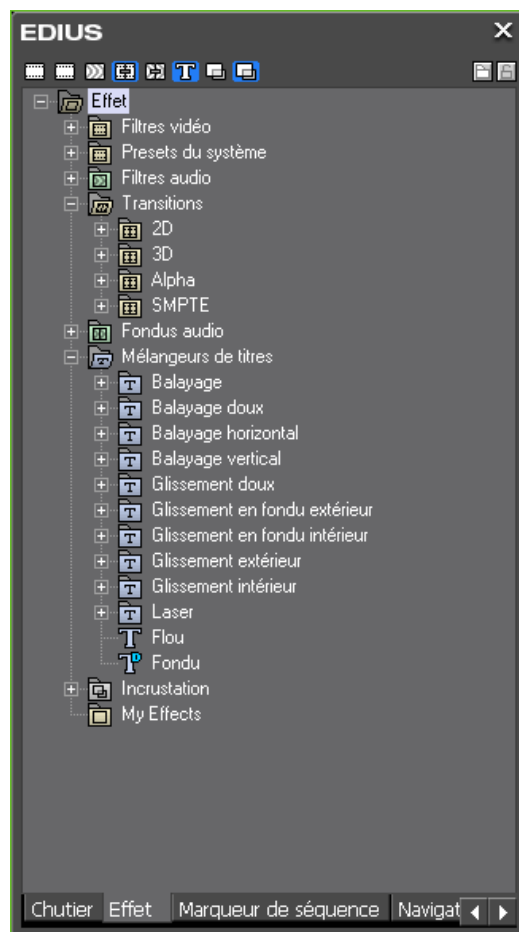 EDIUS
Effet
Filtres vidéo
Presets du système
Filtres audio
Transitions
2D
3D
Alpha
SMPTE
Fondus audio
Mélangeurs de titres
Balayage
Balayage doux
Balayage horizontal
Balayage vertical
Glissement doux
Glissement en fondu extérieur
Glissement en fondu intérieur
Glissement extérieur
Glissement intérieur
Laser
Flou
Fondu
Incrustation
My Effects
Chutier Effet Marqueur de séquence Navigat